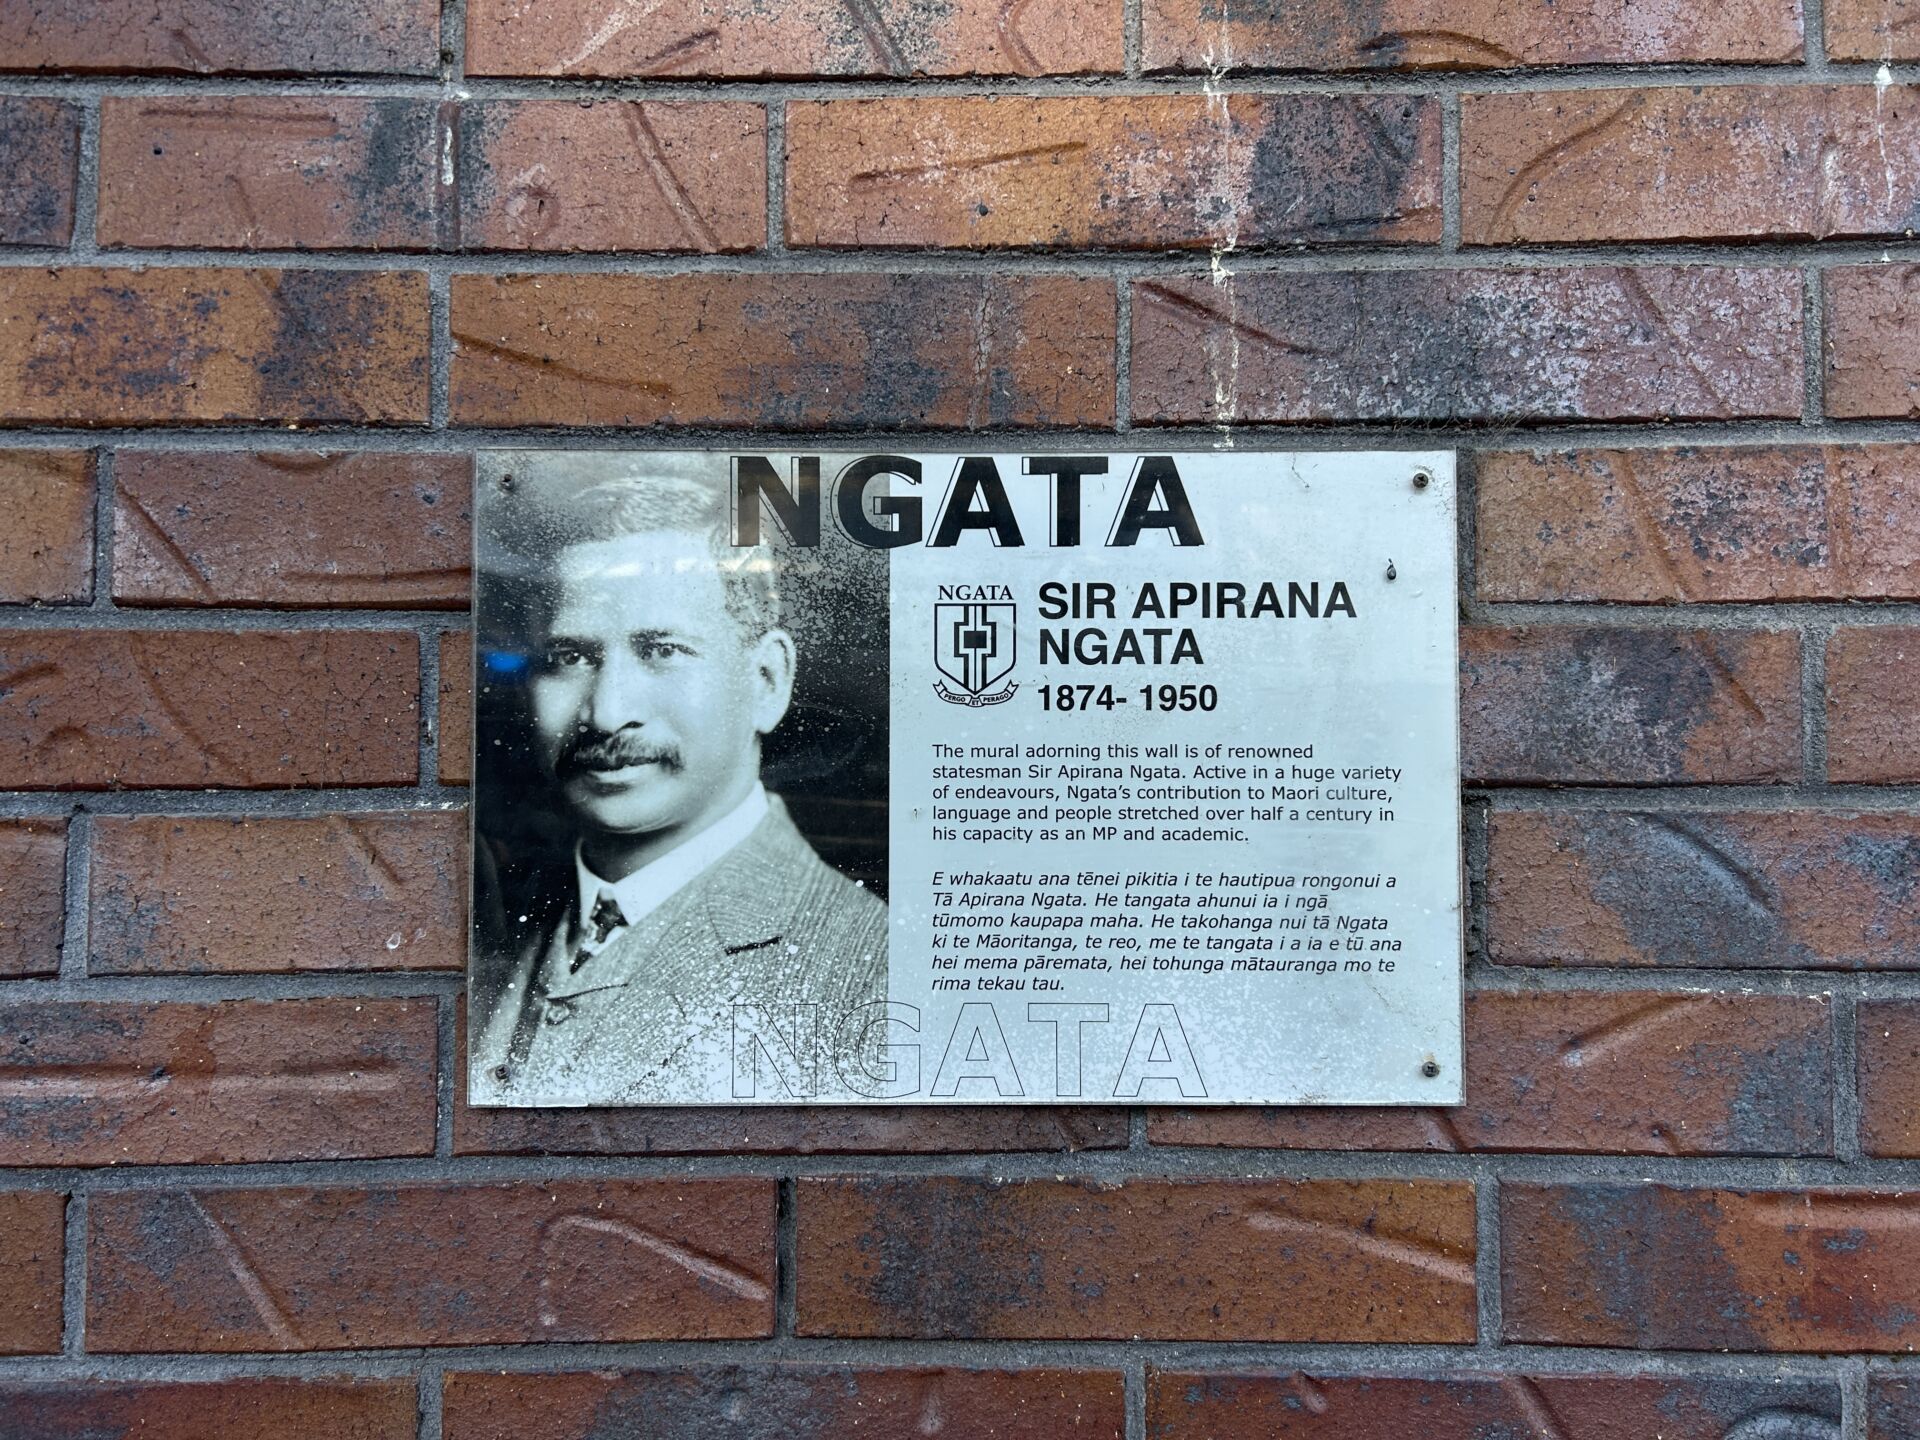 NGATA
NGATA
PERGO ET PERAGO
SIR APIRANA
NGATA
1874- 1950
The mural adorning this wall is of renowned
statesman Sir Apirana Ngata. Active in a huge variety
of endeavours, Ngata's contribution to Maori culture,
language and people stretched over half a century in
his capacity as an MP and academic.
E whakaatu ana tēnei pikitia i te hautipua rongonui a
Tā Apirana Ngata. He tangata ahunui ia i ngā
tūmomo kaupapa maha. He takohanga nui tā Ngata
ki te Māoritanga, te reo, me te tangata i a ia e tū ana
hei mema pāremata, hei tohunga mātauranga mo te
rima tekau tau.
NGATA